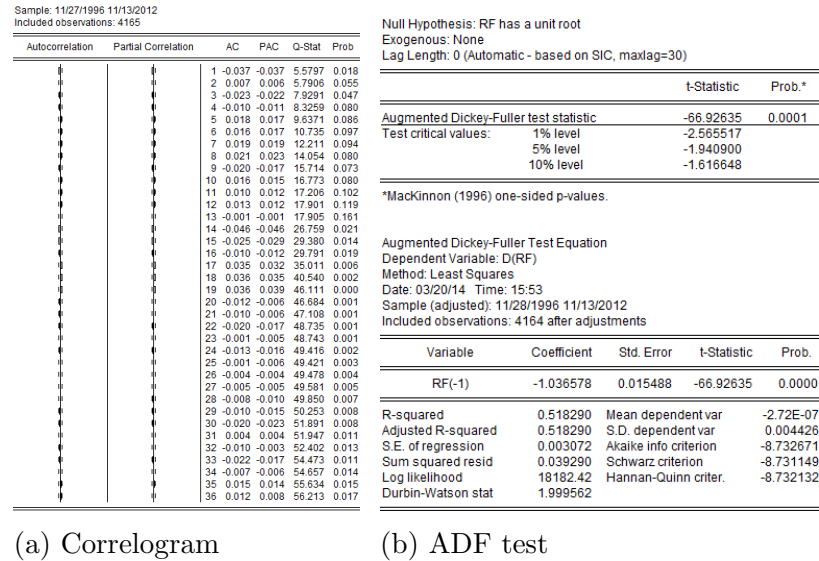 Sample: 11/27/1996 11/13/2012
Included observations: 4165
Autocorrelation Partial Correlation AC PAC Q-Stat Prob
1 -0.037 -0.037 5.5797 0.018
2 0.007 0.006 5.7906 0.055
3 -0.023 -0.022 7.9291 0.047
4 -0.010 -0.011 8.3259 0.080
5 0.018 0.017 9.6371 0.086
6 0.016 0.017 10.735 0.097
7 0.019 0.019 12.211 0.094
8 0.021 0.023 14.054 0.080
9 -0.020 -0.017 15.714 0.073
10 0.016 0.015 16.773 0.080
11 0.010 0.012 17.206 0.102
12 0.013 0.012 17.901 0.119
13 -0.001 -0.001 17.905 0.161
14 -0.046 -0.046 26.759 0.021
15 -0.025 -0.029 29.380 0.014
16 -0.010 -0.012 29.791 0.019
17 0.035 0.032 35.011 0.006
18 0.036 0.035 40.540 0.002
19 0.036 0.039 46.111 0.000
20 -0.012 -0.006 46.684 0.001
21 -0.010 -0.006 47.108 0.001
22 -0.020 -0.017 48.735 0.001
23 -0.001 -0.005 48.743 0.001
24 -0.013 -0.016 49.416 0.002
25 -0.001 -0.006 49.421 0.003
26 -0.004 -0.004 49.478 0.004
27 -0.005 -0.005 49.581 0.005
28 -0.008 -0.010 49.850 0.007
29 -0.010 -0.015 50.253 0.008
30 -0.020 -0.023 51.891 0.008
31 0.004 0.004 51.947 0.011
32 -0.010 -0.003 52.402 0.013
33 -0.022 -0.017 54.473 0.011
34 -0.007 -0.006 54.657 0.014
35 0.015 0.014 55.634 0.015
36 0.012 0.008 56.213 0.017
(a) Correlogram
Null Hypothesis: RF has a unit root
Exogenous: None
Lag Length: 0 (Automatic - based on SIC, maxlag=30)
t-Statistic Prob.*
Augmented Dickey-Fuller test statistic -66.92635 0.0001
Test critical values: 1% level -2.565517
5% level -1.940900
10% level -1.616648
*MacKinnon (1996) one-sided p-values.
Augmented Dickey-Fuller Test Equation
Dependent Variable: D(RF)
Method: Least Squares
Date: 03/20/14 Time: 15:53
Sample (adjusted): 11/28/1996 11/13/2012
Included observations: 4164 after adjustments
Variable Coefficient Std. Error t-Statistic Prob.
RF(-1) -1.036578 0.015488 -66.92635 0.0000
R-squared 0.518290 Mean dependent var -2.72E-07
Adjusted R-squared 0.518290 S.D. dependent var 0.004426
S.E. of regression 0.003072 Akaike info criterion -8.732671
Sum squared resid 0.039290 Schwarz criterion -8.731149
Log likelihood 18182.42 Hannan-Quinn criter. -8.732132
Durbin-Watson stat 1.999562
(b) ADF test